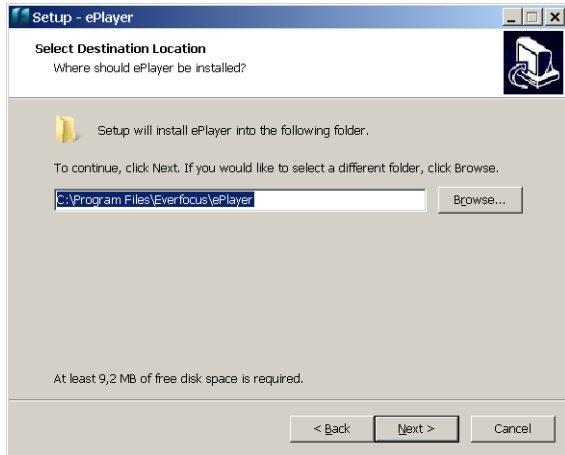 Setup - ePlayer
Select Destination Location
Where should ePlayer be installed?
Setup will install ePlayer into the following folder.
To continue, click Next. If you would like to select a different folder, click Browse.
C:\Program Files\Everfocus\ePlayer
Browse...
At least 9,2 MB of free disk space is required.
< Back
Next >
Cancel